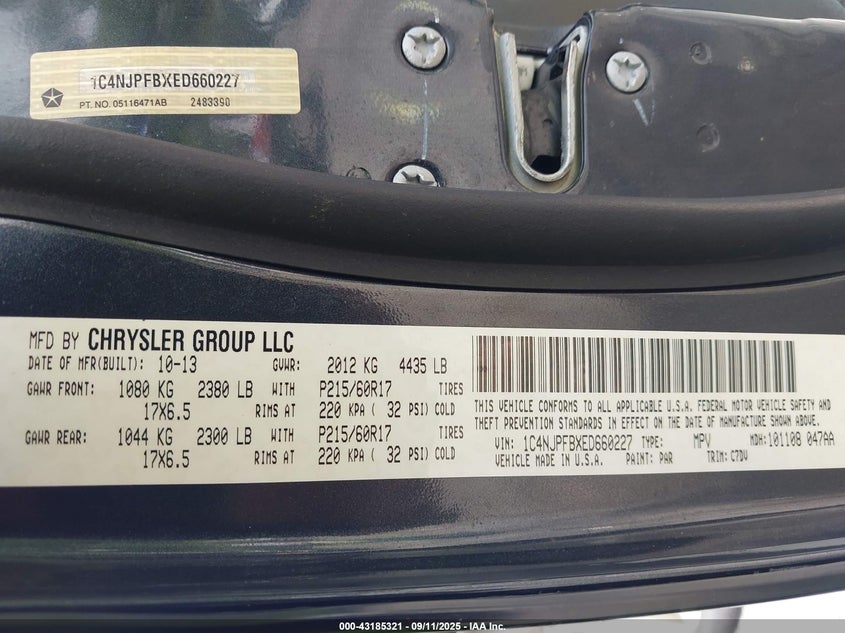 1C4NJPFBXED660227
PT. NO. 05116471AB 2483390
MFD BY CHRYSLER GROUP LLC
DATE OF MFR(BUILT): 10-13 GVWR: 2012 KG 4435 LB
GAWR FRONT: 1080 KG 2380 LB WITH P215/60R17 TIRES
17X6.5 RIMS AT 220 KPA ( 32 PSI) COLD
GAWR REAR: 1044 KG 2300 LB WITH P215/60R17 TIRES
17X6.5 RIMS AT 220 KPA ( 32 PSI) COLD
THIS VEHICLE CONFORMS TO ALL APPLICABLE U.S.A. FEDERAL MOTOR VEHICLE SAFETY AND
THEFT PREVENTION STANDARDS IN EFFECT ON THE DATE OF MANUFACTURE SHOWN ABOVE.
VIN: 1C4NJPFBXED660227 TYPE: MPV MDH: 101108 047AA
VEHICLE MADE IN U.S.A. PAINT: PAR TRIM: C7DV
000-43185321 - 09/11/2025 - IAA Inc.